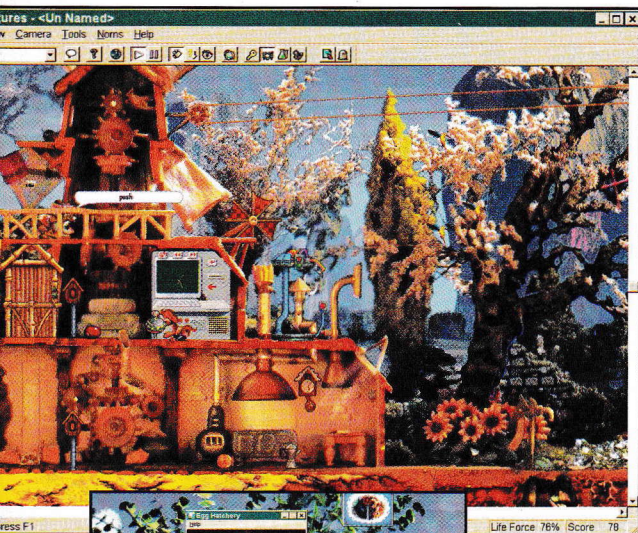 tures - <Un Named>
w Camera Tools Norns Help
push
Egg Hatchery
Help
ress F1
Life Force 76% Score 78